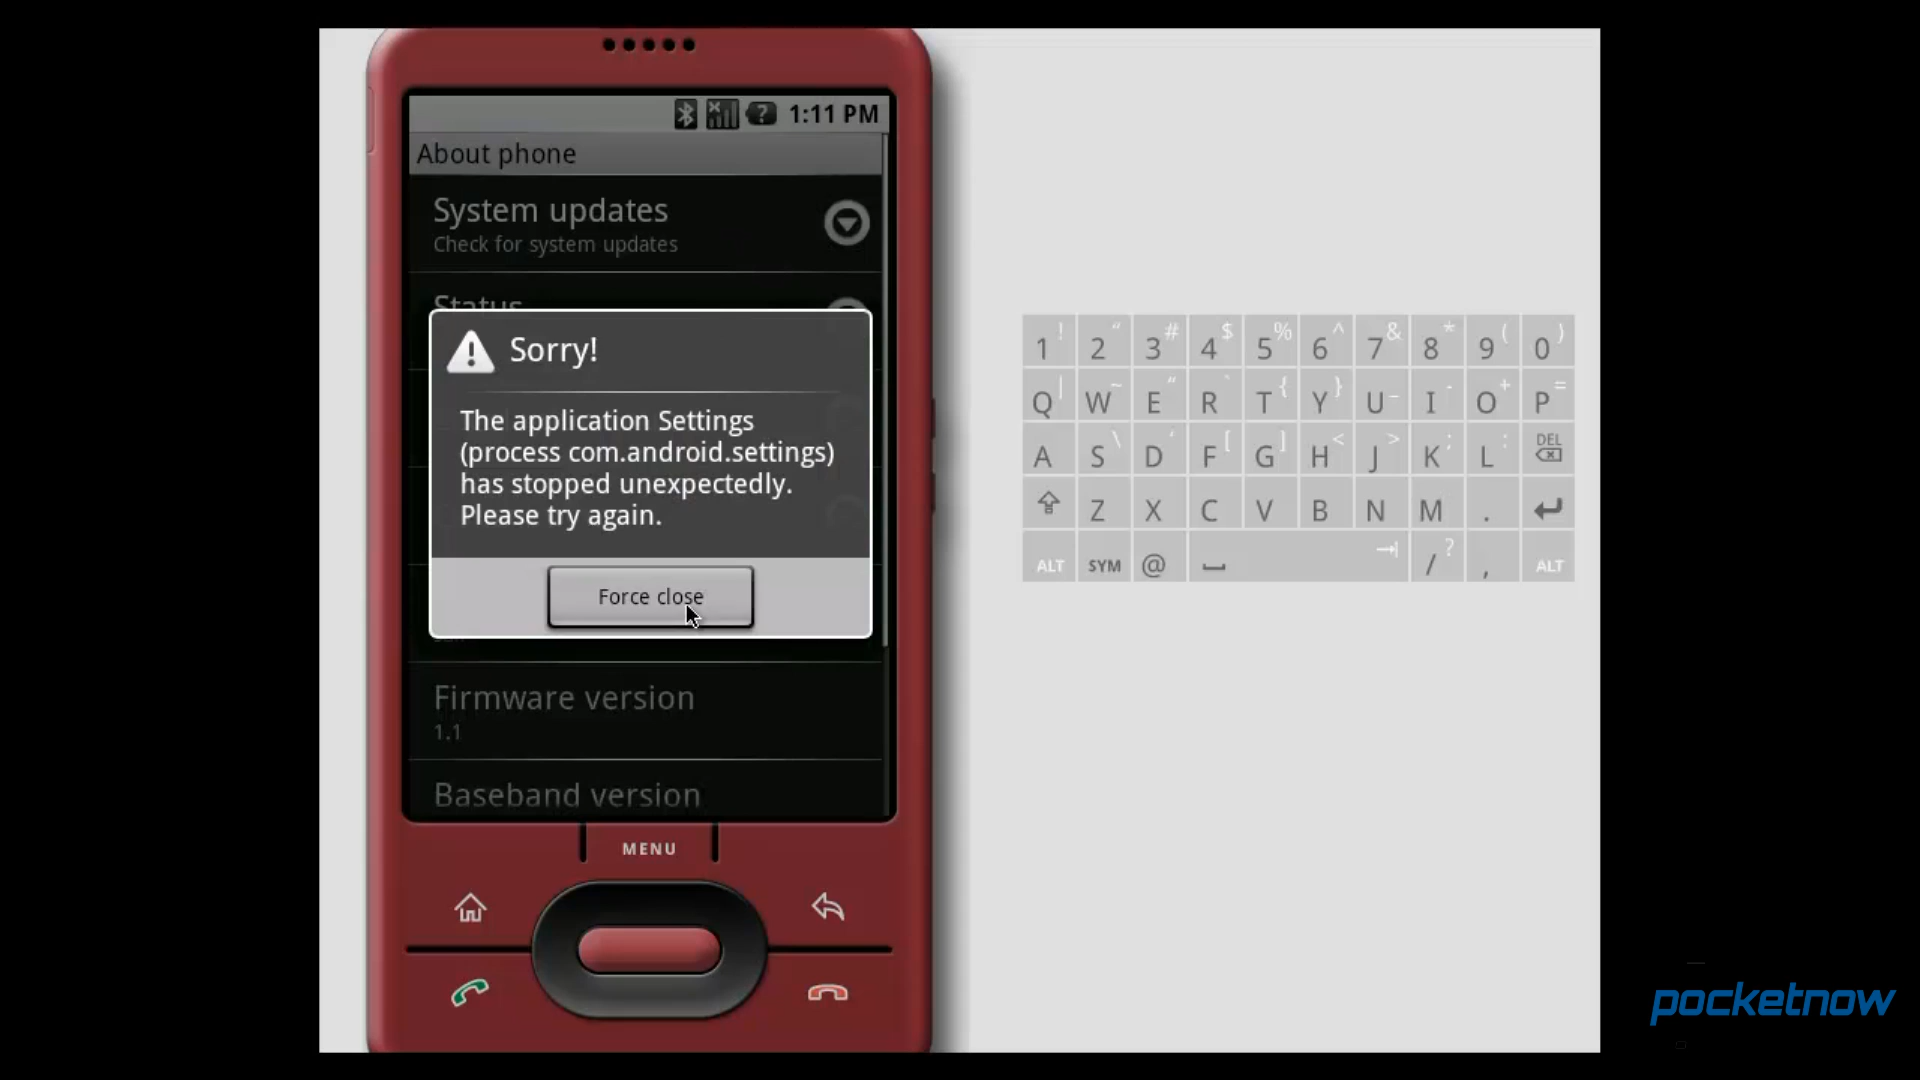 1:11 PM
About phone
System updates
Check for system updates
Status
Sorry!
The application Settings
(process com.android.settings)
has stopped unexpectedly.
Please try again.
Force close
Firmware version
1.1
Baseband version
MENU
1 ! 2 " 3 # 4 $ 5 % 6 ^ 7 & 8 * 9 ( 0 )
Q | W ~ E " R ` T { Y } U _ I - O + P =
A S \ D ' F [ G ] H < J > K ; L : DEL
Z X C V B N M .
ALT SYM @ / ? , ALT
pocketnow